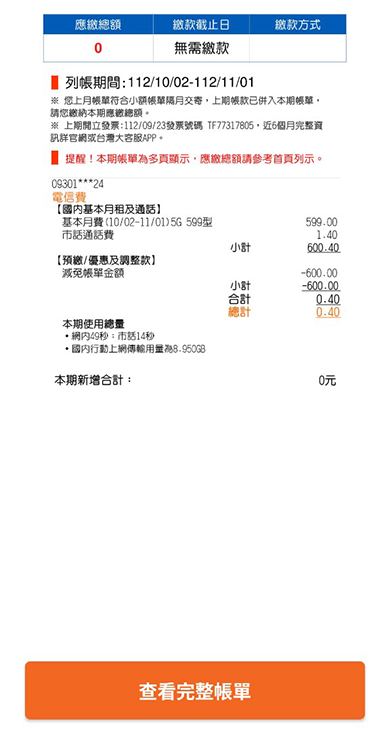 應繳總額 繳款截止日 繳款方式
0 無需繳款
列帳期間:112/10/02-112/11/01
※ 您上月帳單符合小額帳單隔月交寄,上期帳款已併入本期帳單,
請您繳納本期應繳總額。
※ 上期開立發票:112/09/23發票號碼 TF77317805,近6個月完整資
訊詳官網或台灣大客服APP。
提醒!本期帳單為多頁顯示,應繳總額請參考首頁列示。
09301***24
電信費
【國內基本月租及通話】
基本月費(10/02-11/01)5G 599型 599.00
市話通話費 1.40
小計 600.40
【預繳/優惠及調整款】
減免帳單金額 -600.00
小計 -600.00
合計 0.40
總計 0.40
本期使用總量
•網內49秒;市話14秒
•國內行動上網傳輸用量為8.950GB
本期新增合計: 0元
查看完整帳單